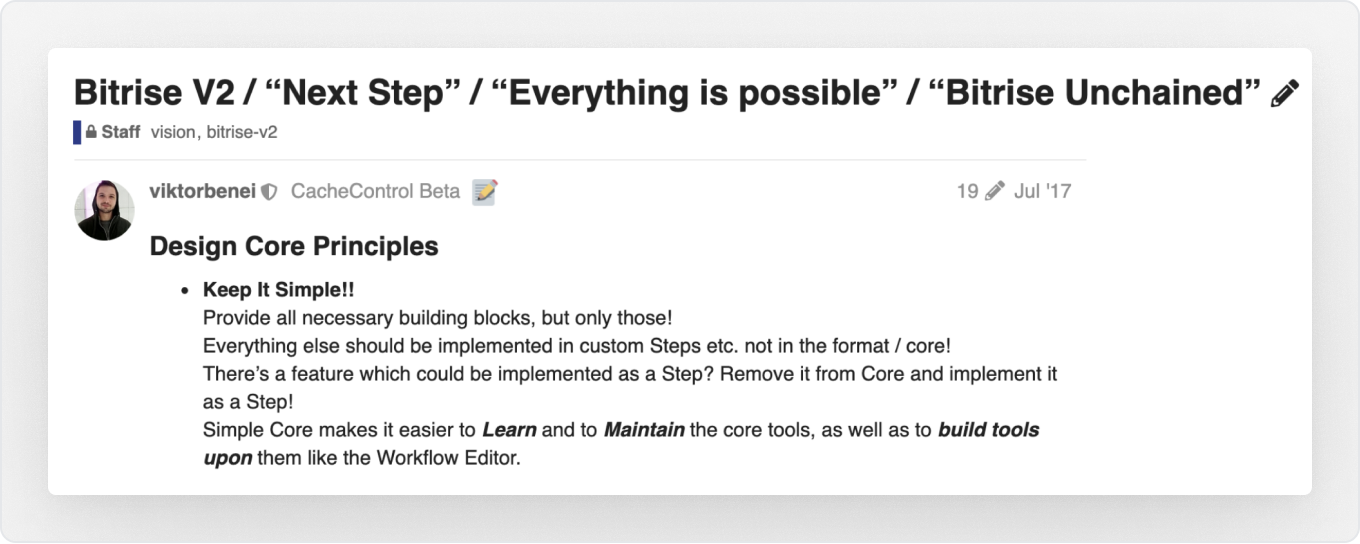 Bitrise V2 / “Next Step” / “Everything is possible” / “Bitrise Unchained”
Staff vision, bitrise-v2
viktorbenei CacheControl Beta 19 Jul '17
Design Core Principles
• Keep It Simple!!
Provide all necessary building blocks, but only those!
Everything else should be implemented in custom Steps etc. not in the format / core!
There’s a feature which could be implemented as a Step? Remove it from Core and implement it
as a Step!
Simple Core makes it easier to Learn and to Maintain the core tools, as well as to build tools
upon them like the Workflow Editor.